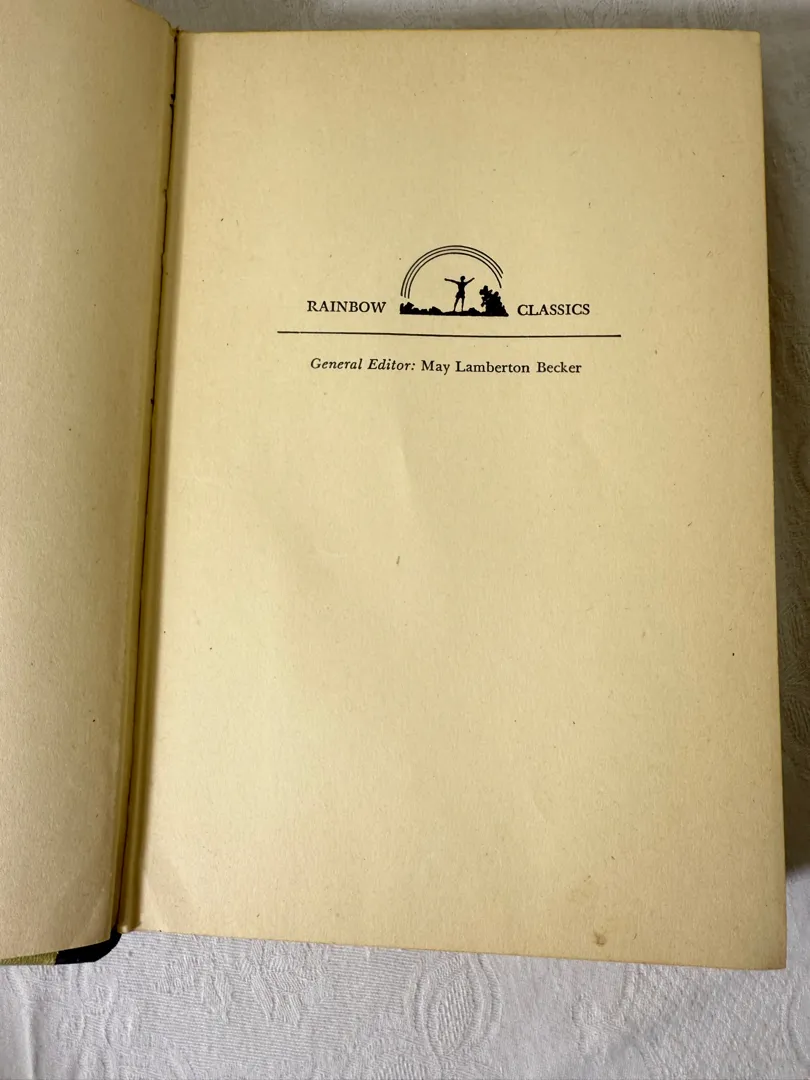 RAINBOW CLASSICS
General Editor: May Lamberton Becker